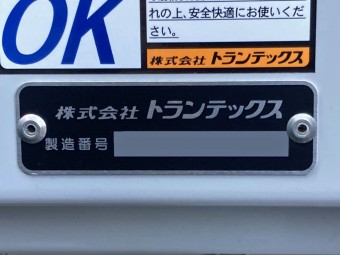 OK
れの上、安全快適にお使いくだ
さい。
株式会社 トランテックス
株式会社 トランテックス
製造番号